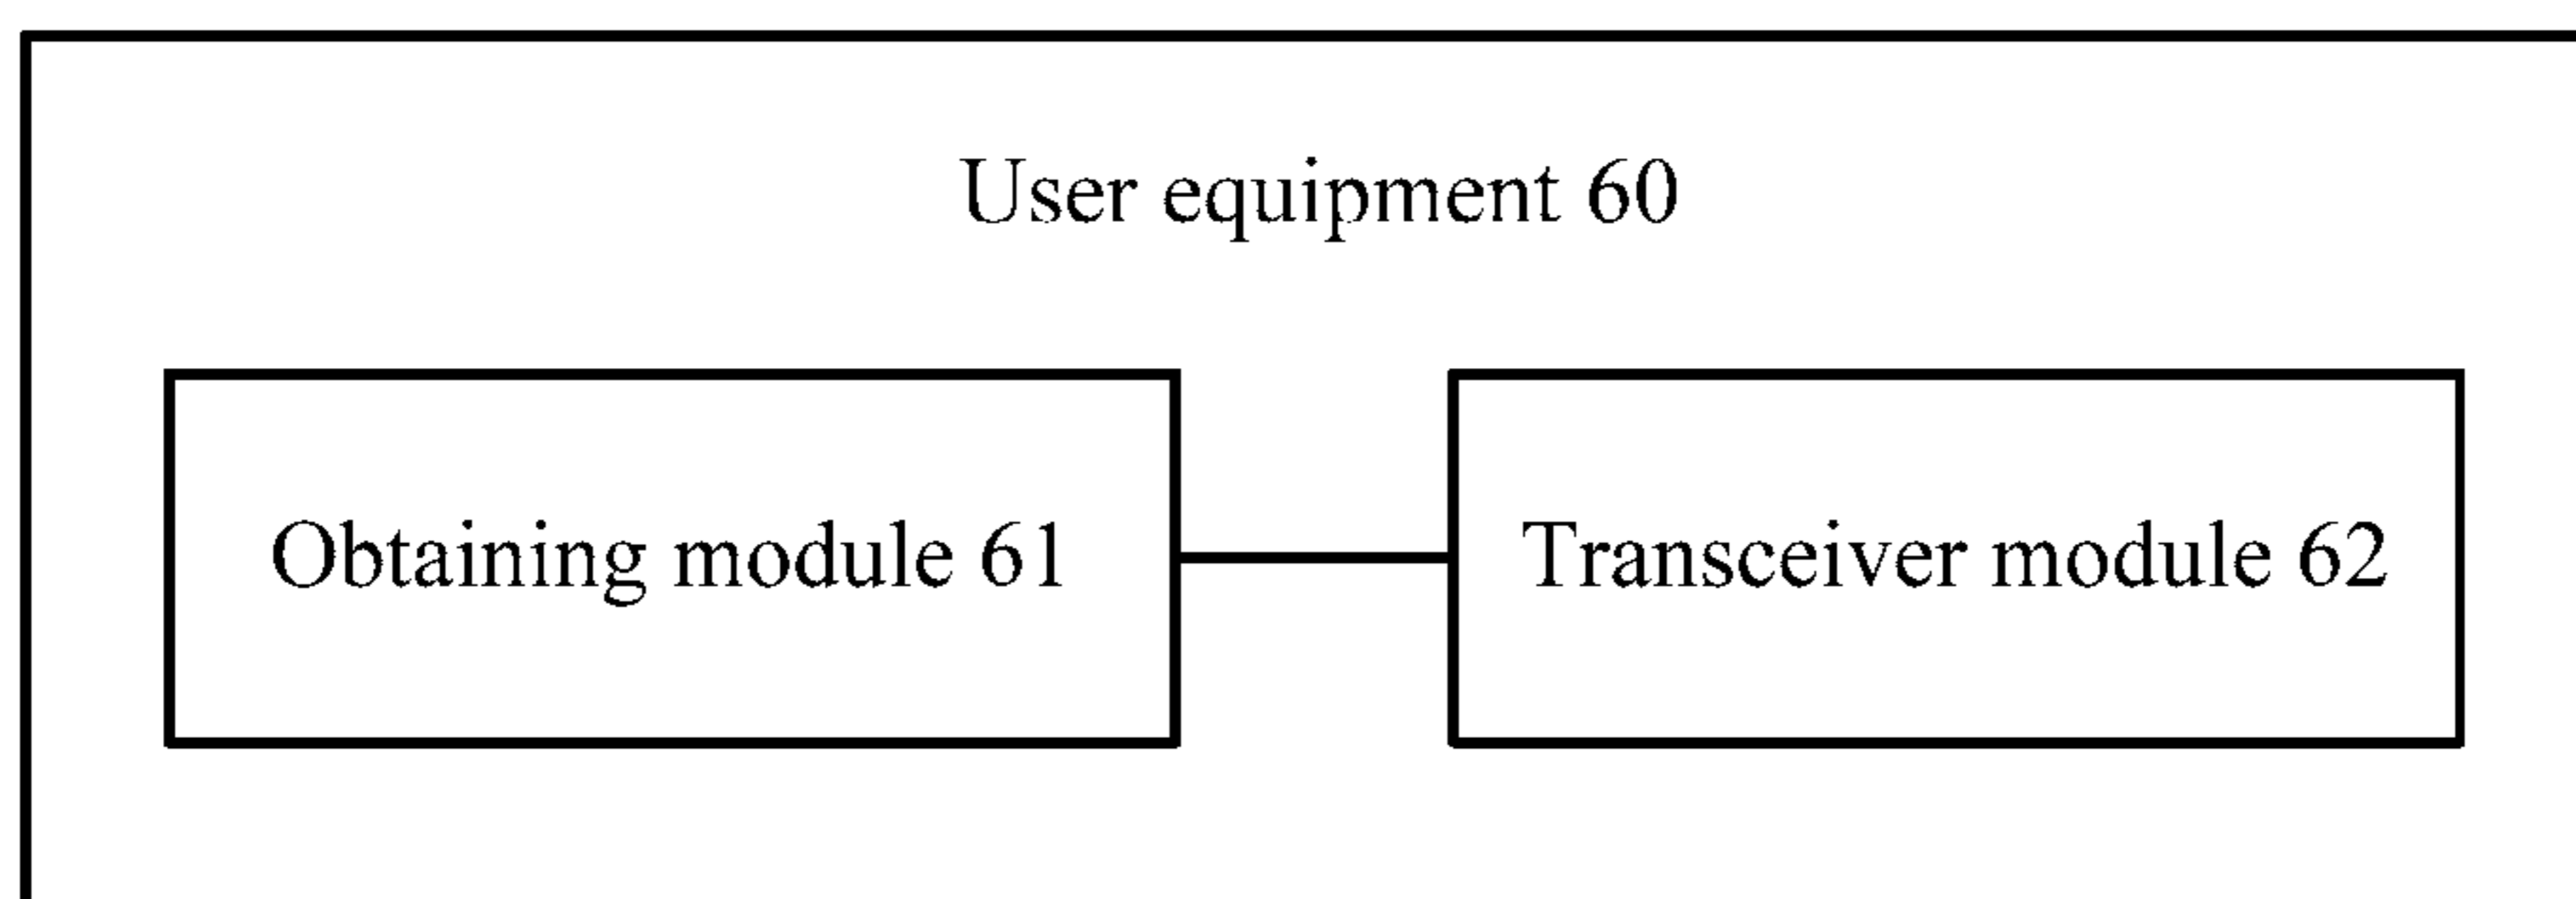 User equipment 60
Obtaining module 61
Transceiver module 62